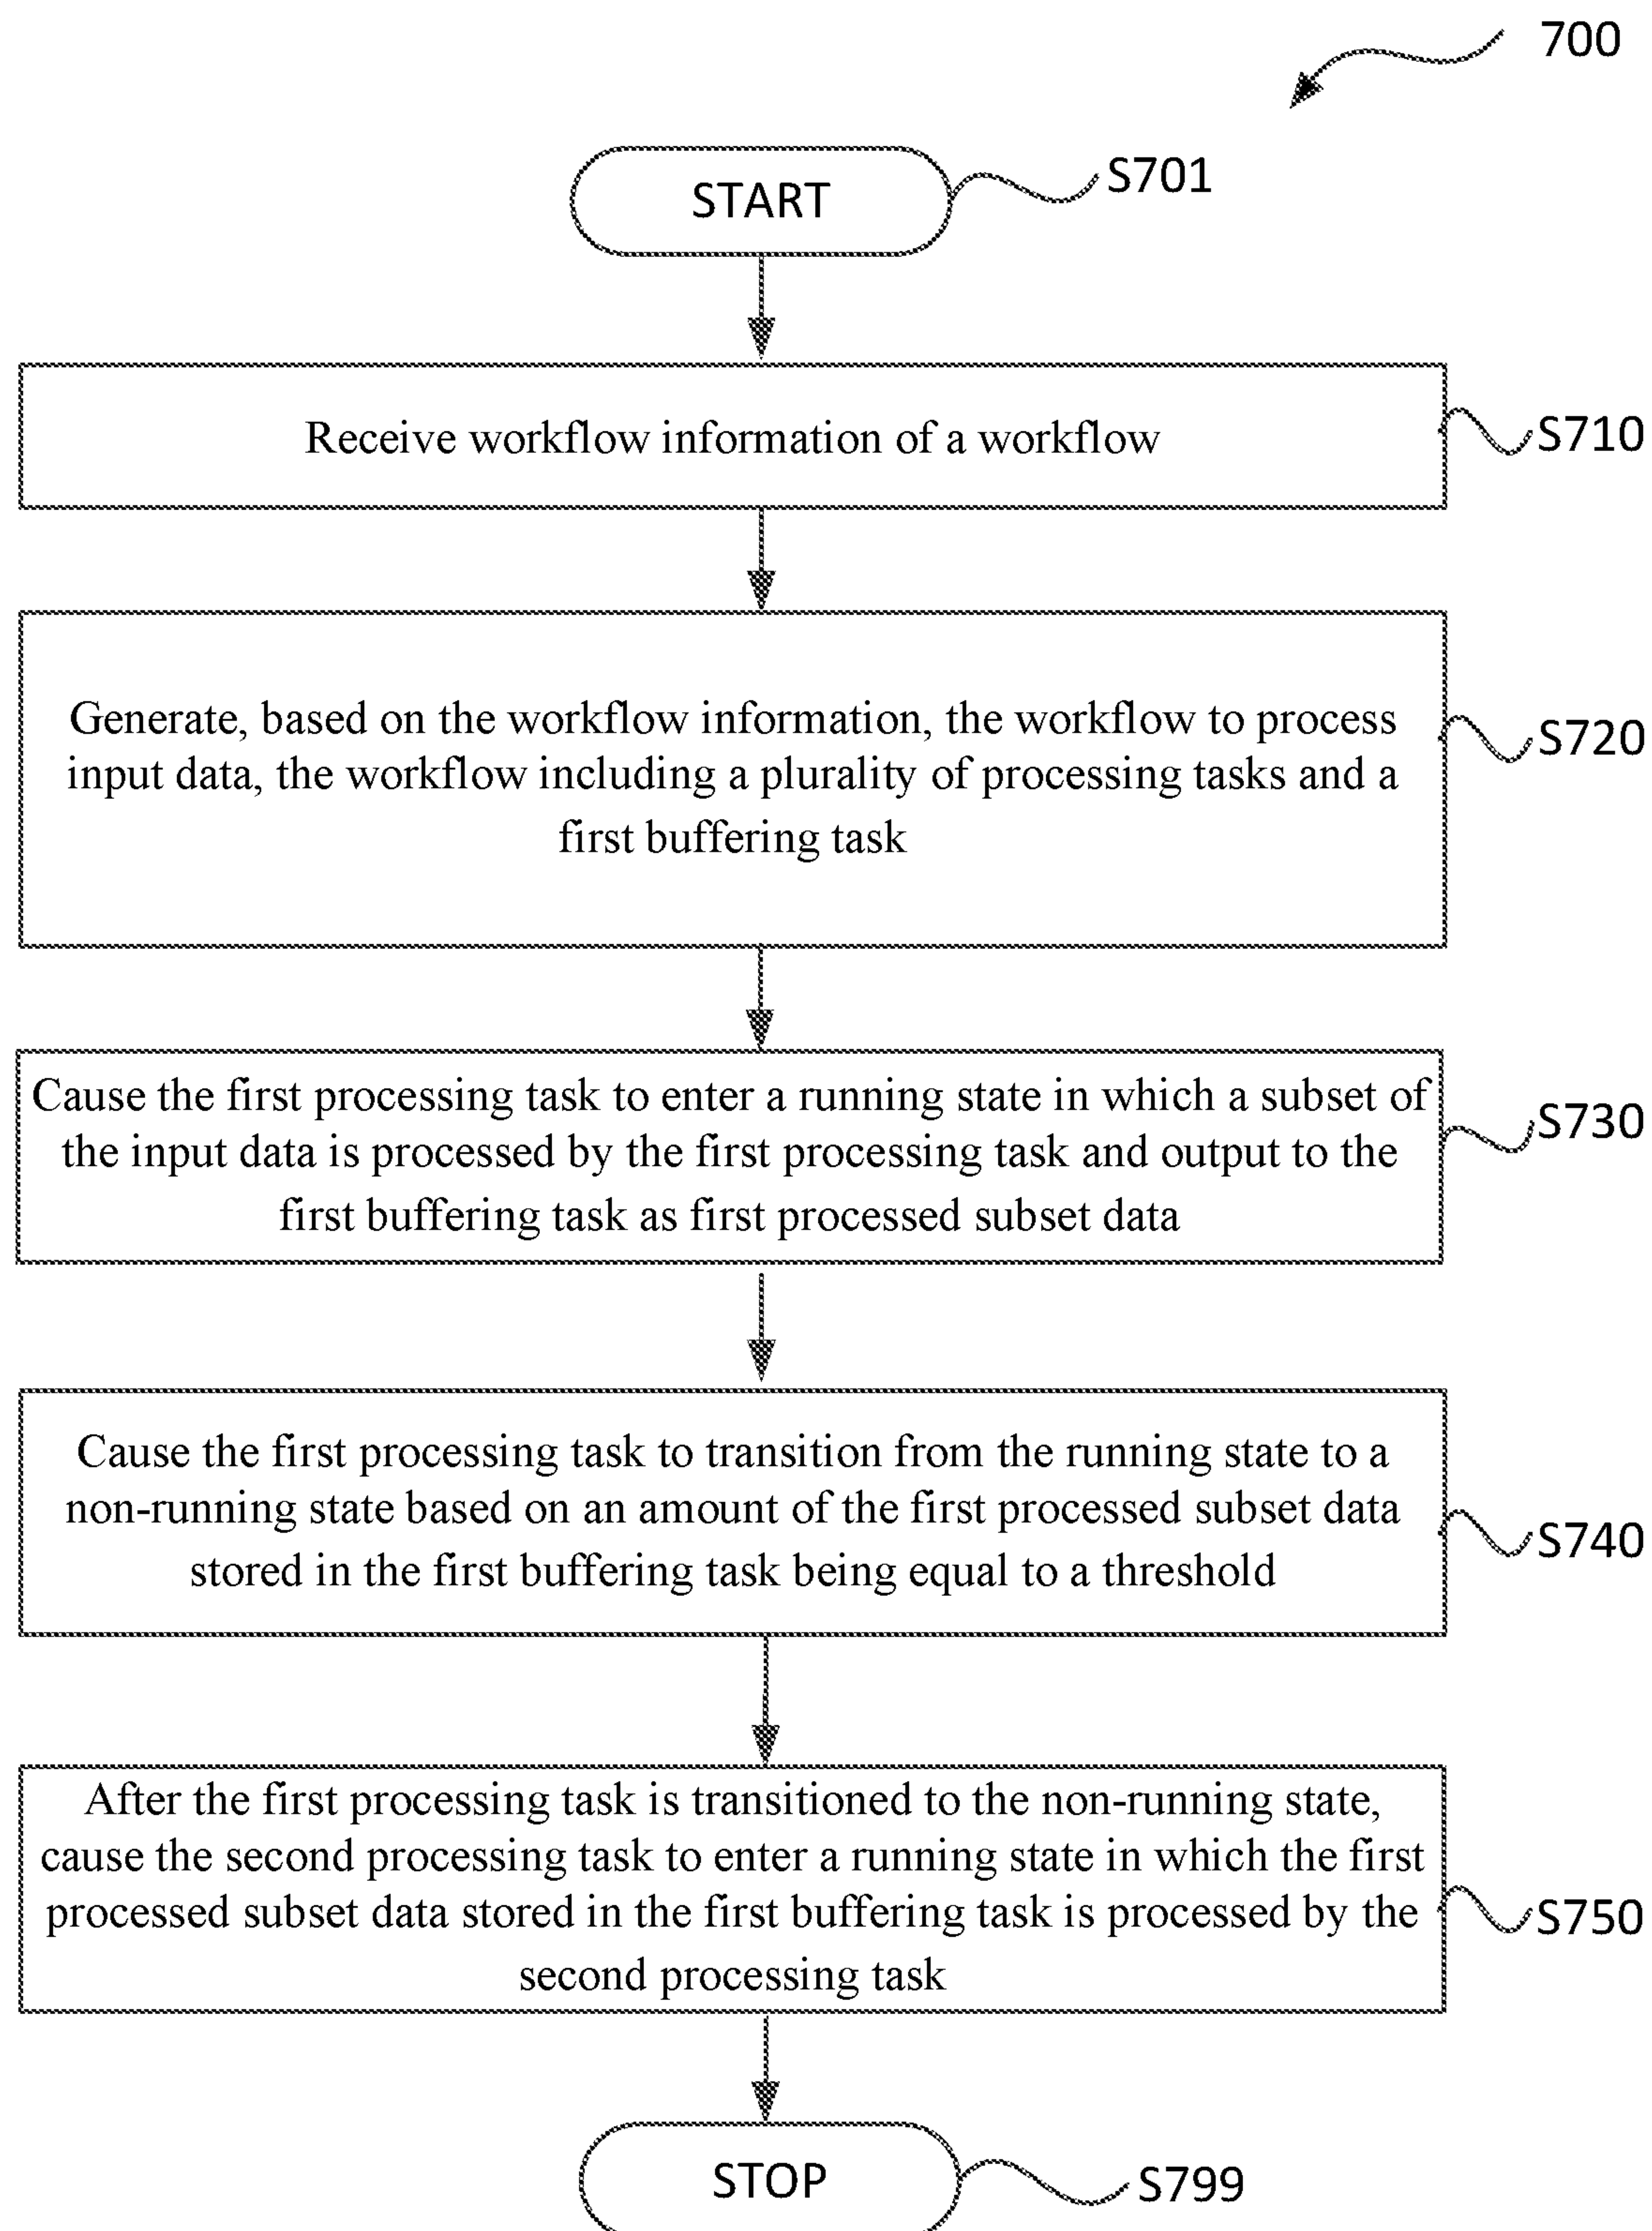 700
START
S701
Receive workflow information of a workflow
S710
Generate, based on the workflow information, the workflow to process
input data, the workflow including a plurality of processing tasks and a
first buffering task
S720
Cause the first processing task to enter a running state in which a subset of
the input data is processed by the first processing task and output to the
first buffering task as first processed subset data
S730
Cause the first processing task to transition from the running state to a
non-running state based on an amount of the first processed subset data
stored in the first buffering task being equal to a threshold
S740
After the first processing task is transitioned to the non-running state,
cause the second processing task to enter a running state in which the first
processed subset data stored in the first buffering task is processed by the
second processing task
S750
STOP
S799